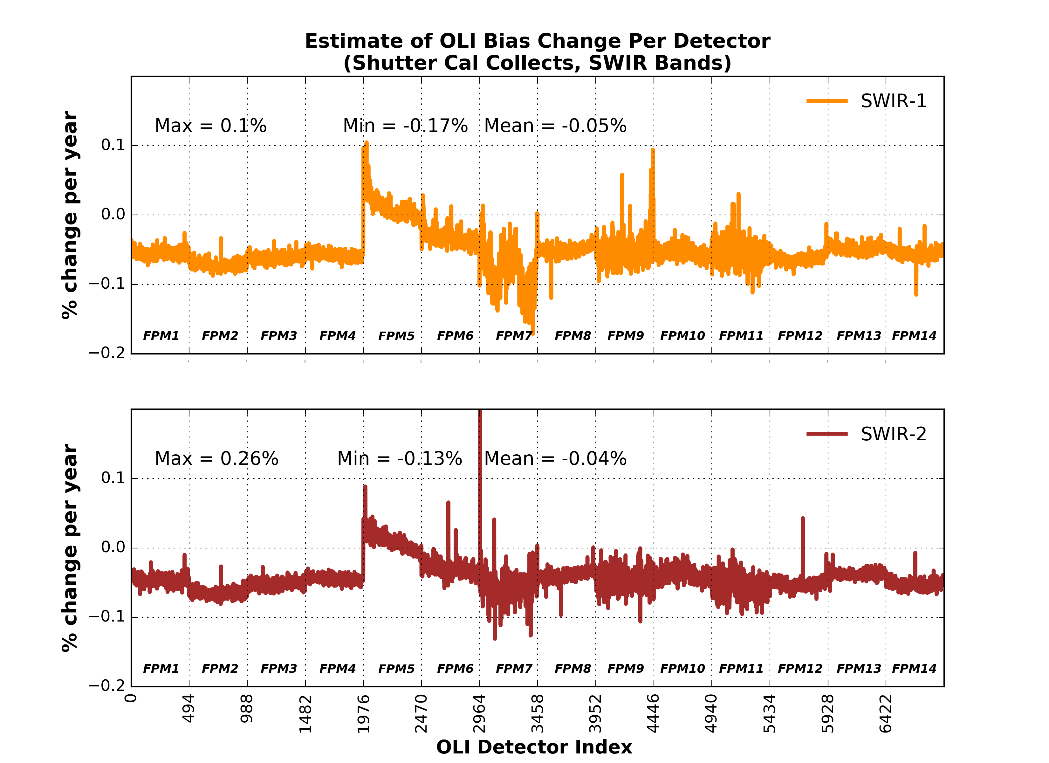 Estimate of OLI Bias Change Per Detector
(Shutter Cal Collects, SWIR Bands)
SWIR-1
Max = 0.1% Min = -0.17% Mean = -0.05%
% change per year
0.1
0.0
−0.1
−0.2
FPM1 FPM2 FPM3 FPM4 FPM5 FPM6 FPM7 FPM8 FPM9 FPM10 FPM11 FPM12 FPM13 FPM14
SWIR-2
Max = 0.26% Min = -0.13% Mean = -0.04%
% change per year
0.1
0.0
−0.1
−0.2
FPM1 FPM2 FPM3 FPM4 FPM5 FPM6 FPM7 FPM8 FPM9 FPM10 FPM11 FPM12 FPM13 FPM14
0 494 988 1482 1976 2470 2964 3458 3952 4446 4940 5434 5928 6422
OLI Detector Index